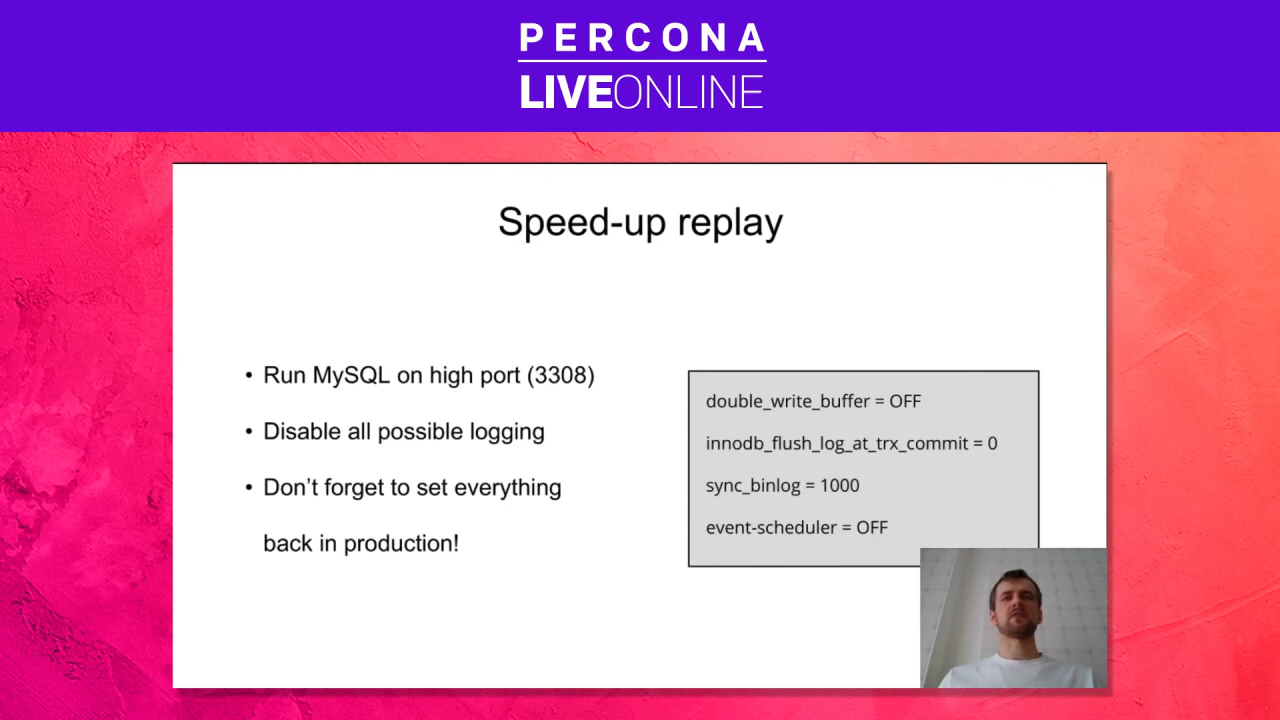 PERCONA
LIVEONLINE
Speed-up replay
• Run MySQL on high port (3308)
• Disable all possible logging
• Don’t forget to set everything
back in production!
double_write_buffer = OFF
innodb_flush_log_at_trx_commit = 0
sync_binlog = 1000
event-scheduler = OFF